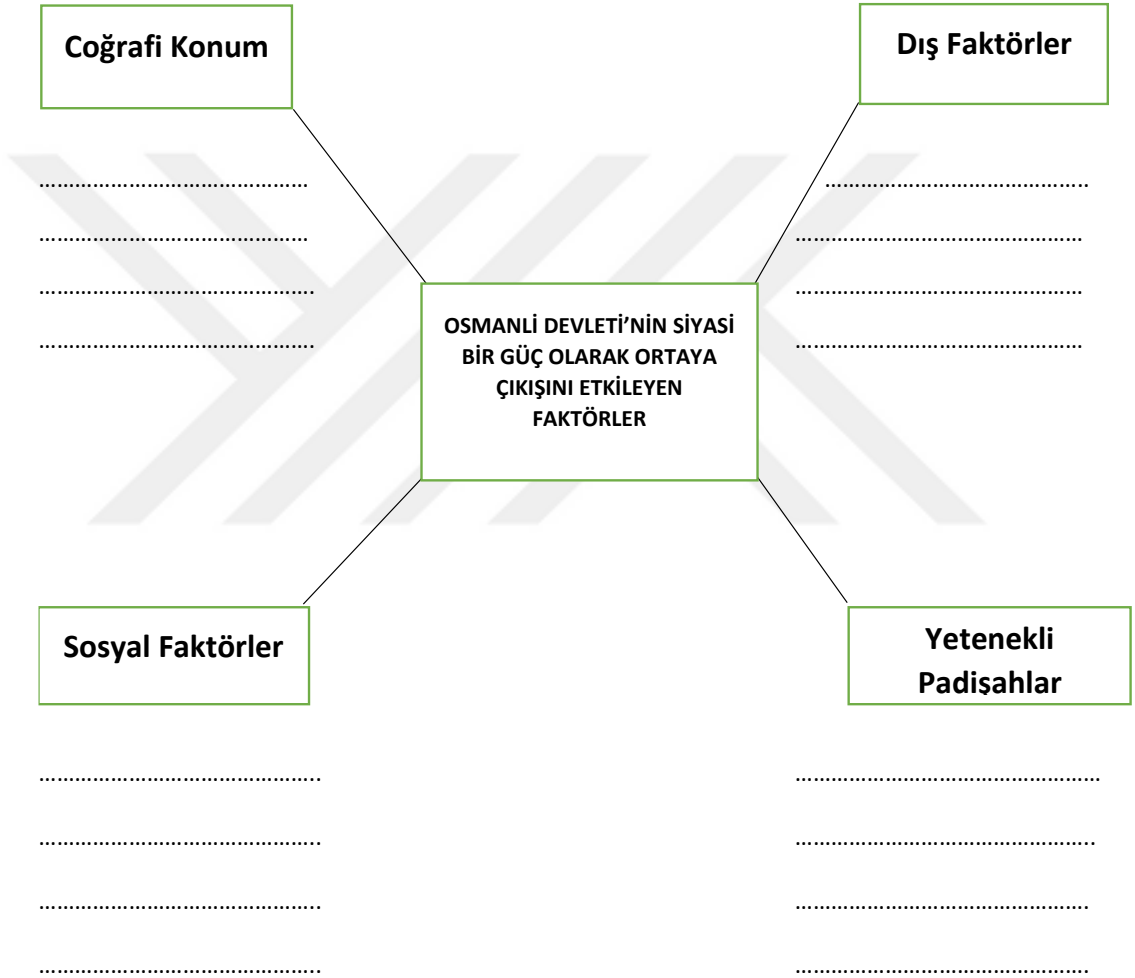 Coğrafi Konum
Dış Faktörler
………………………………………
……………………………………..
………………………………………
…………………………………………
……………………………………….
…………………………………………
……………………………………….
…………………………………………
OSMANLİ DEVLETİ’NİN SİYASİ
BİR GÜÇ OLARAK ORTAYA
ÇIKIŞINI ETKİLEYEN
FAKTÖRLER
Sosyal Faktörler
Yetenekli
Padişahlar
………………………………………..
……………………………………………
………………………………………..
…………………………………………..
………………………………………..
………………………………………….
………………………………………..
………………………………………….